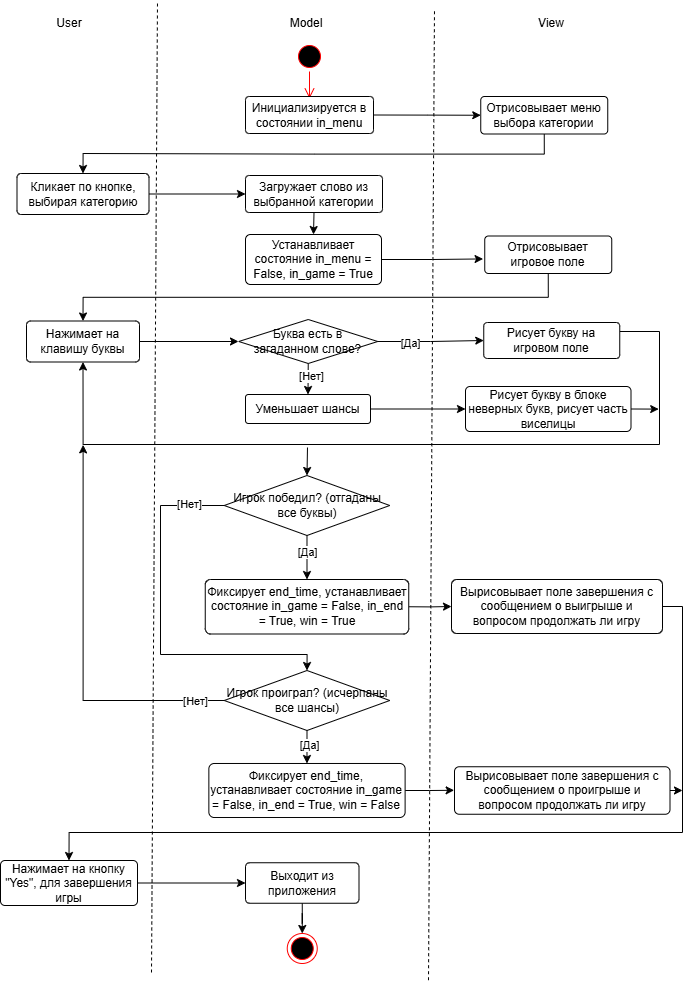 User
Model
View
Инициализируется в
состоянии in_menu
Отрисовывает меню
выбора категории
Кликает по кнопке,
выбирая категорию
Загружает слово из
выбранной категории
Устанавливает
состояние in_menu =
False, in_game = True
Отрисовывает
игровое поле
Нажимает на
клавишу буквы
Буква есть в
загаданном слове?
[Да]
Рисует букву на
игровом поле
[Нет]
Уменьшает шансы
Рисует букву в блоке
неверных букв, рисует часть
виселицы
Игрок победил? (отгаданы
все буквы)
[Нет]
[Да]
Фиксирует end_time, устанавливает
состояние in_game = False, in_end
= True, win = True
Вырисовывает поле завершения с
сообщением о выигрыше и
вопросом продолжать ли игру
Игрок проиграл? (исчерпаны
все шансы)
[Нет]
[Да]
Фиксирует end_time,
устанавливает состояние in_game
= False, in_end = True, win = False
Вырисовывает поле завершения с
сообщением о проигрыше и
вопросом продолжать ли игру
Нажимает на кнопку
"Yes", для завершения
игры
Выходит из
приложения